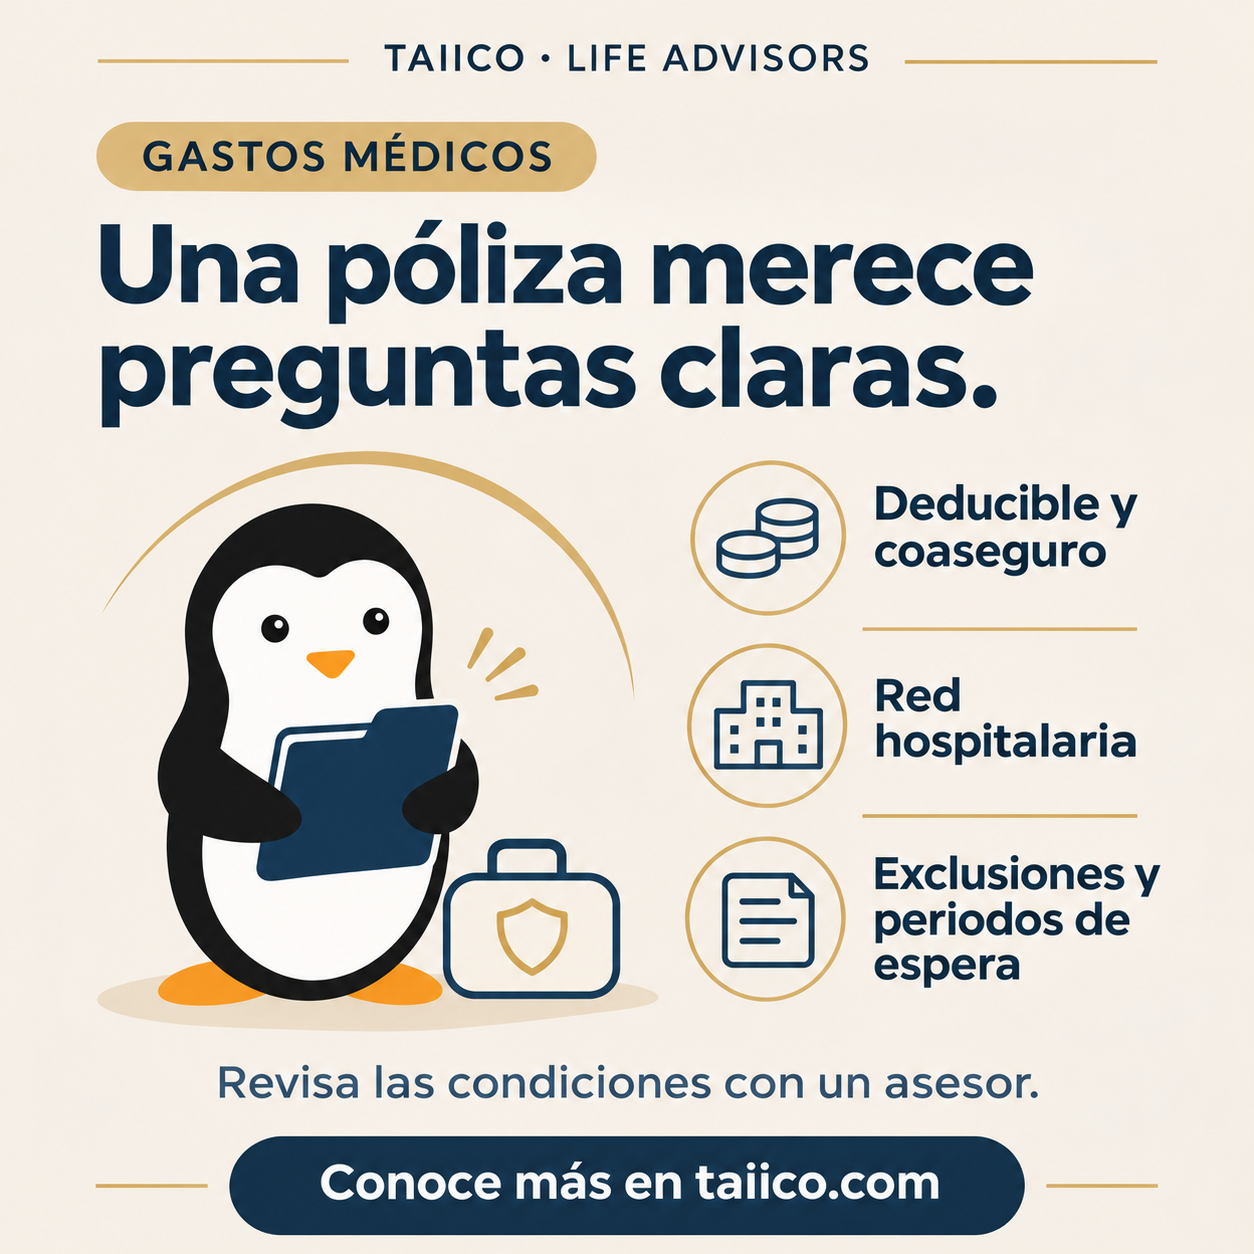 TAIICO · LIFE ADVISORS
GASTOS MÉDICOS
Una póliza merece
preguntas claras.
Deducible y
coaseguro
Red
hospitalaria
Exclusiones y
periodos de
espera
Revisa las condiciones con un asesor.
Conoce más en taiico.com